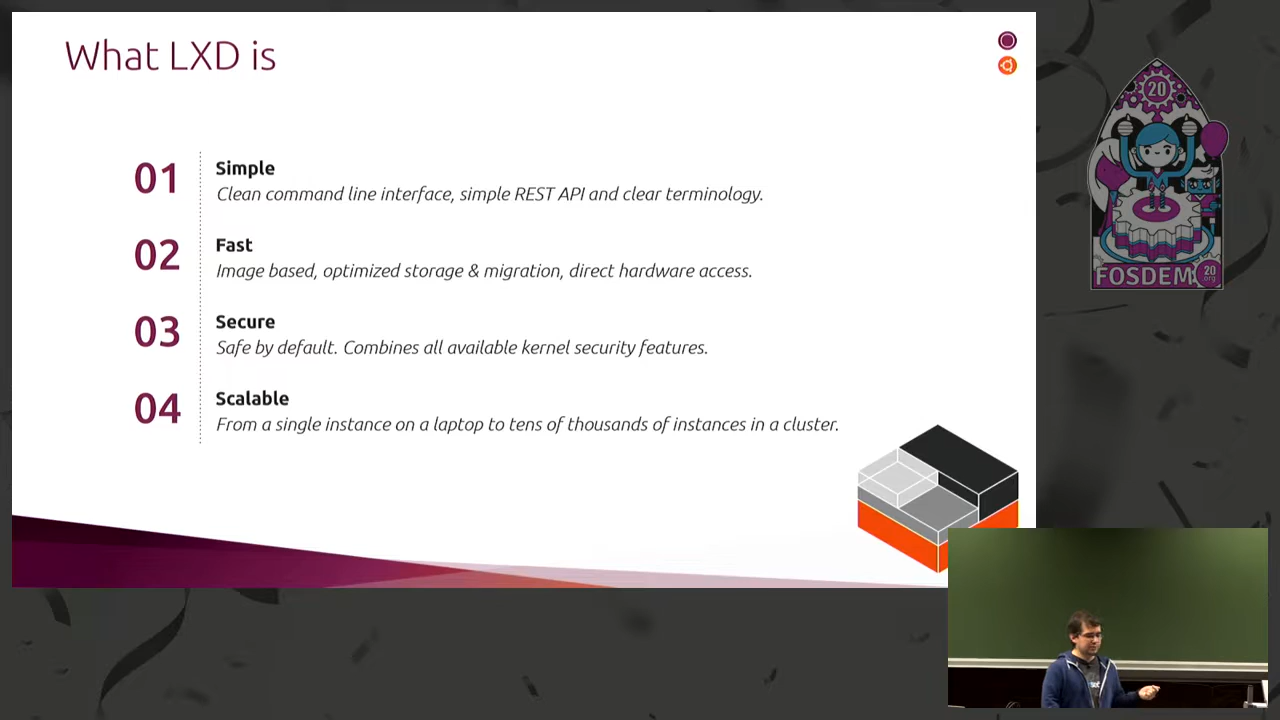 What LXD is
01
Simple
Clean command line interface, simple REST API and clear terminology.
02
Fast
Image based, optimized storage & migration, direct hardware access.
03
Secure
Safe by default. Combines all available kernel security features.
04
Scalable
From a single instance on a laptop to tens of thousands of instances in a cluster.
20
FOSDEM
20
.org